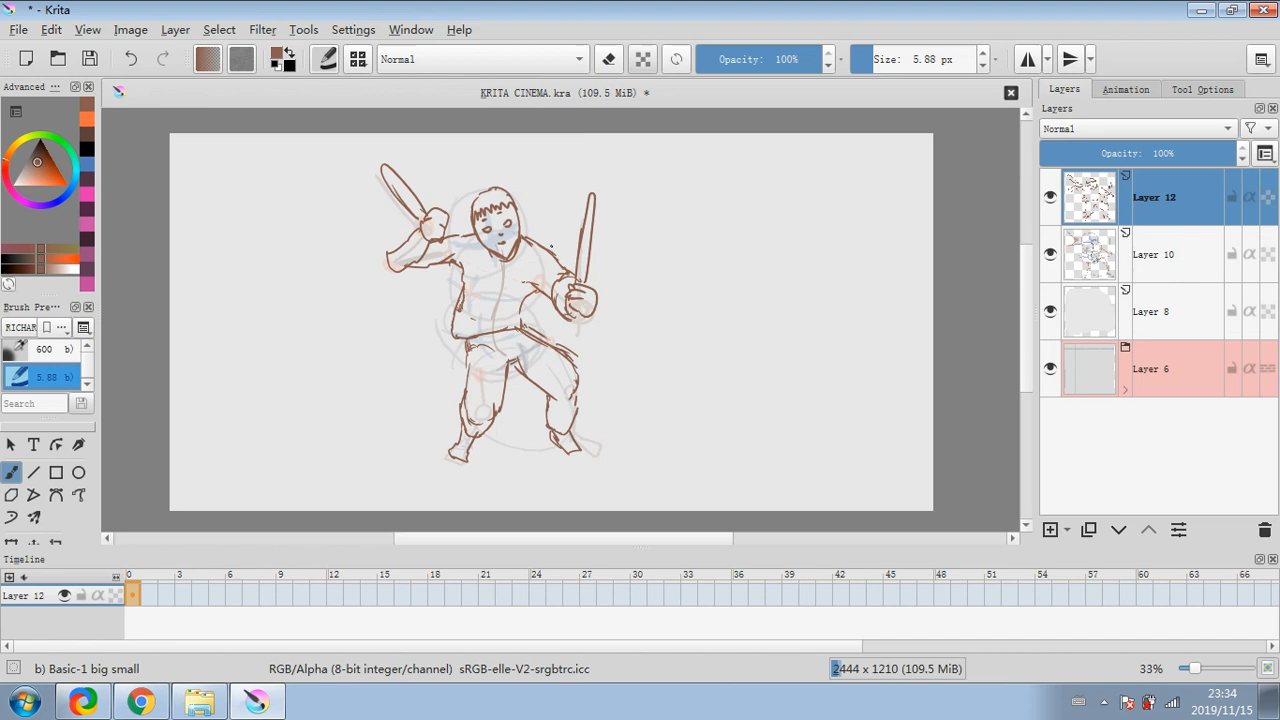 * - Krita
File Edit View Image Layer Select Filter Tools Settings Window Help
Normal
Opacity: 100%
Size: 5.88 px
Advanced ...
KRITA CINEMA.kra (109.5 MiB) *
Layers Animation Tool Options
Layers
Normal
Opacity: 100%
Layer 12
Layer 10
Layer 8
Layer 6
Brush Pre...
RICHAR
600 b)
5.88 b)
Search
Timeline
0 3 6 9 12 15 18 21 24 27 30 33 36 39 42 45 48 51 54 57 60 63 66
Layer 12
b) Basic-1 big small
RGB/Alpha (8-bit integer/channel) sRGB-elle-V2-srgbtrc.icc
2444 x 1210 (109.5 MiB)
33%
23:34
2019/11/15